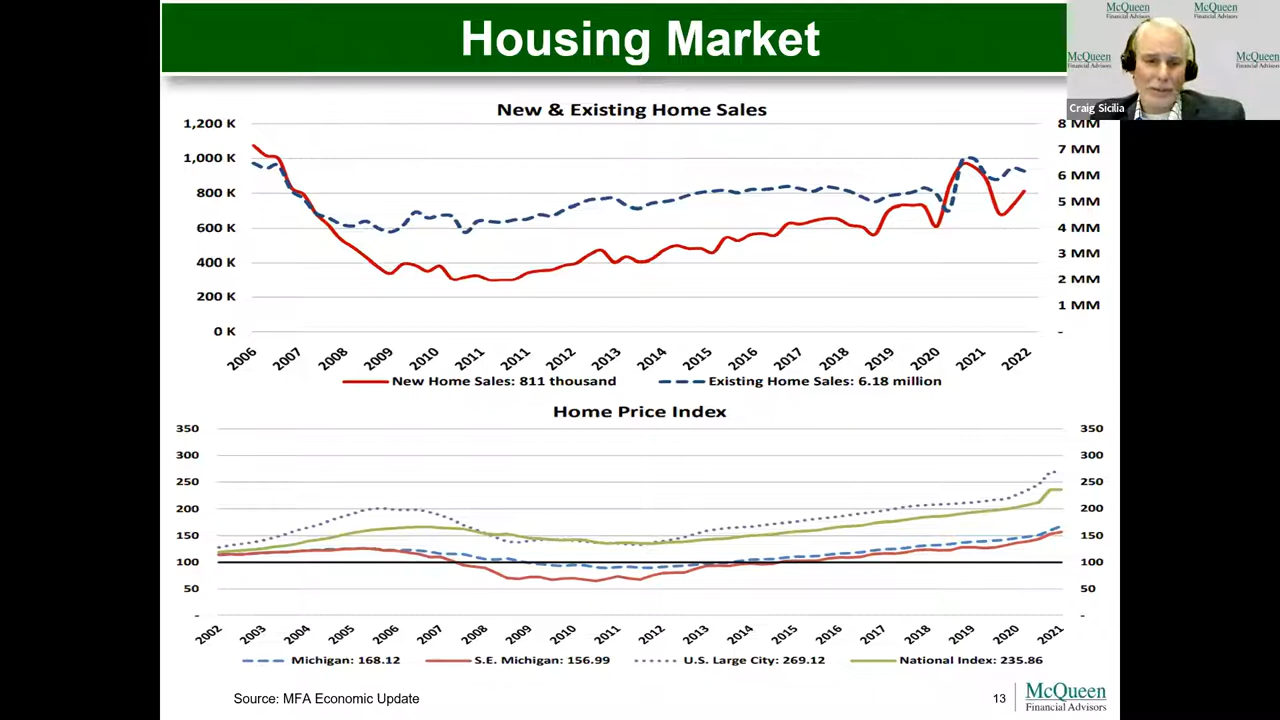 Housing Market
McQueen
Financial Advisors
McQueen
Financial Advisors
McQueen
Financial Advisors
McQueen
Financial Advisors
Craig Sicilia
New & Existing Home Sales
1,200 K
1,000 K
800 K
600 K
400 K
200 K
0 K
8 MM
7 MM
6 MM
5 MM
4 MM
3 MM
2 MM
1 MM
-
2006 2007 2008 2009 2010 2011 2011 2012 2013 2014 2015 2016 2017 2018 2019 2020 2021 2022
New Home Sales: 811 thousand Existing Home Sales: 6.18 million
Home Price Index
350
300
250
200
150
100
50
-
350
300
250
200
150
100
50
-
2002 2003 2004 2005 2006 2007 2008 2009 2010 2011 2012 2013 2014 2015 2016 2017 2018 2019 2020 2021
Michigan: 168.12 S.E. Michigan: 156.99 U.S. Large City: 269.12 National Index: 235.86
Source: MFA Economic Update
13
McQueen
Financial Advisors